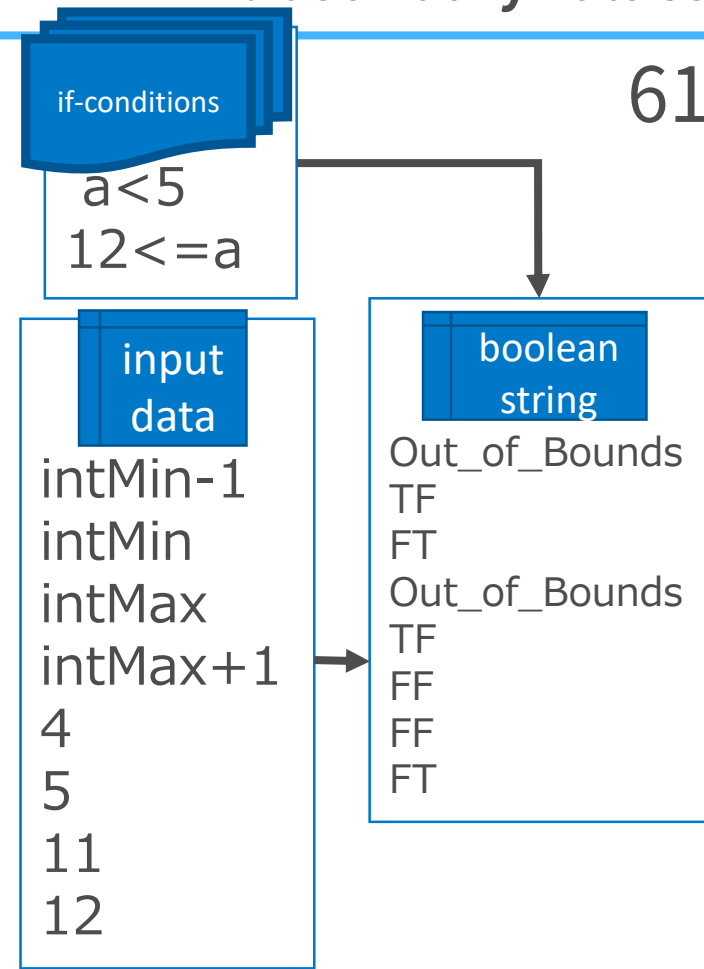 61
if-conditions
a<5
12<=a
input
data
intMin-1
intMin
intMax
intMax+1
4
5
11
12
boolean
string
Out_of_Bounds
TF
FT
Out_of_Bounds
TF
FF
FF
FT